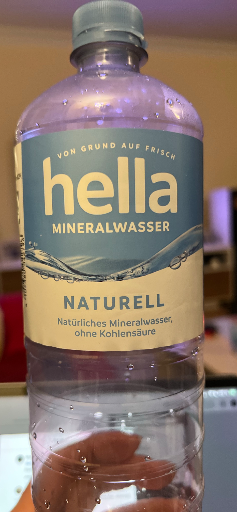 VON GRUND AUF FRISCH
hella
MINERALWASSER
NATURELL
Natürliches Mineralwasser,
ohne Kohlensäure